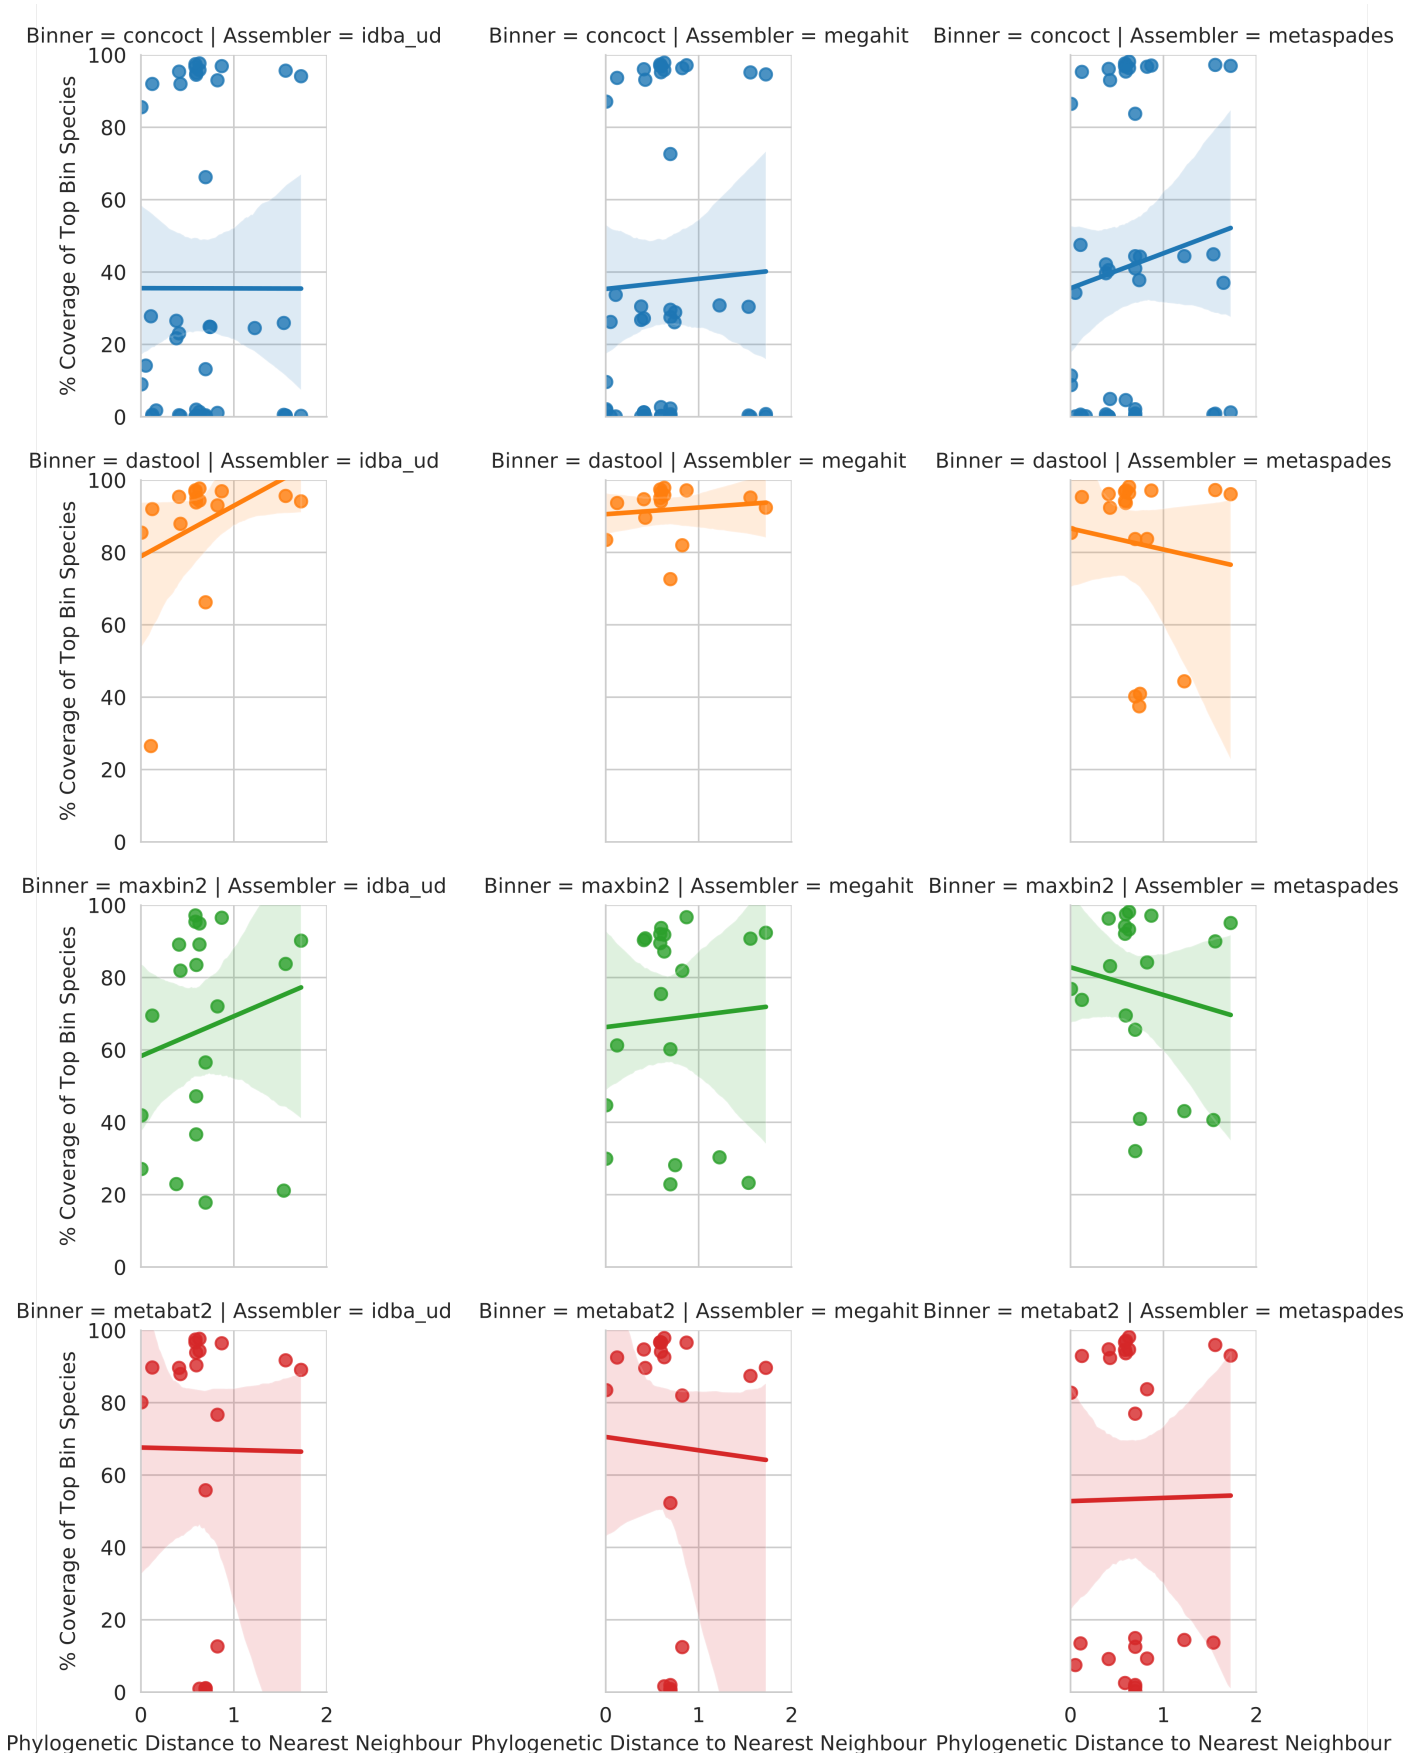 Binner = concoct | Assembler = idba_ud
Binner = concoct | Assembler = megahit
Binner = concoct | Assembler = metaspades
% Coverage of Top Bin Species
100
80
60
40
20
0
Binner = dastool | Assembler = idba_ud
Binner = dastool | Assembler = megahit
Binner = dastool | Assembler = metaspades
% Coverage of Top Bin Species
100
80
60
40
20
0
Binner = maxbin2 | Assembler = idba_ud
Binner = maxbin2 | Assembler = megahit
Binner = maxbin2 | Assembler = metaspades
% Coverage of Top Bin Species
100
80
60
40
20
0
Binner = metabat2 | Assembler = idba_ud
Binner = metabat2 | Assembler = megahit
Binner = metabat2 | Assembler = metaspades
% Coverage of Top Bin Species
100
80
60
40
20
0
0 1 2
0 1 2
0 1 2
Phylogenetic Distance to Nearest Neighbour
Phylogenetic Distance to Nearest Neighbour
Phylogenetic Distance to Nearest Neighbour